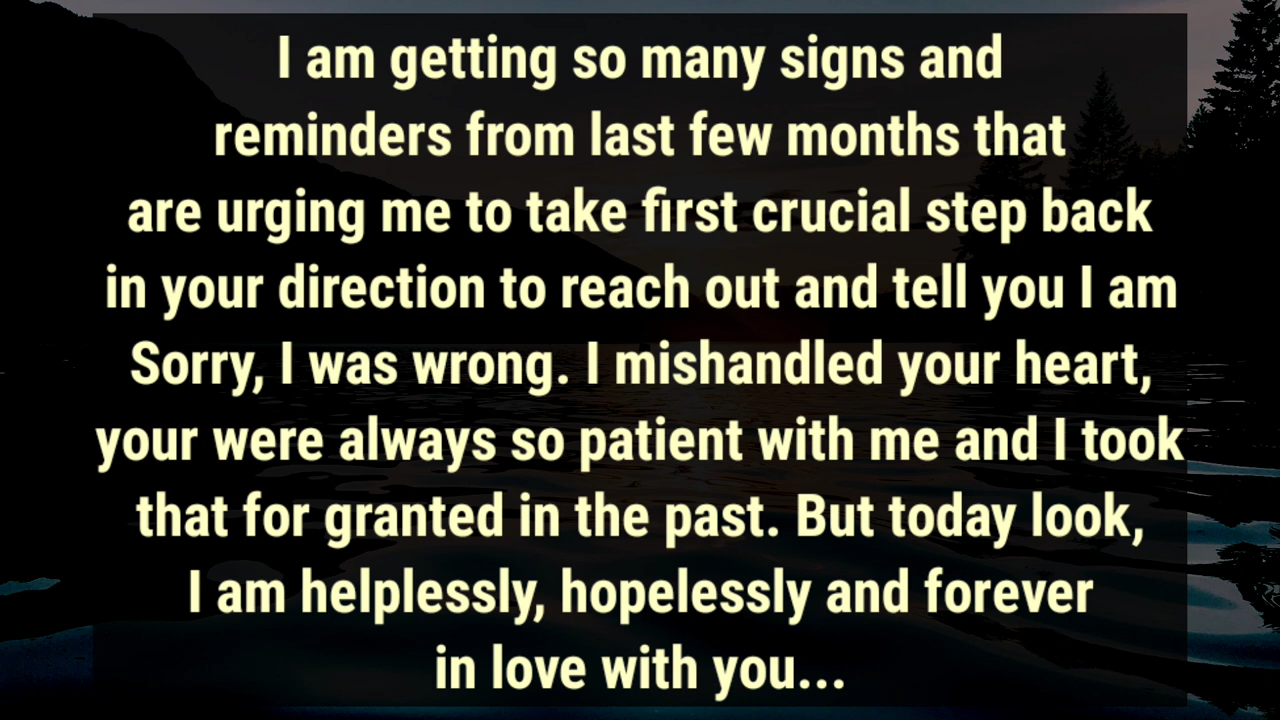 I am getting so many signs and
reminders from last few months that
are urging me to take first crucial step back
in your direction to reach out and tell you I am
Sorry, I was wrong. I mishandled your heart,
your were always so patient with me and I took
that for granted in the past. But today look,
I am helplessly, hopelessly and forever
in love with you...